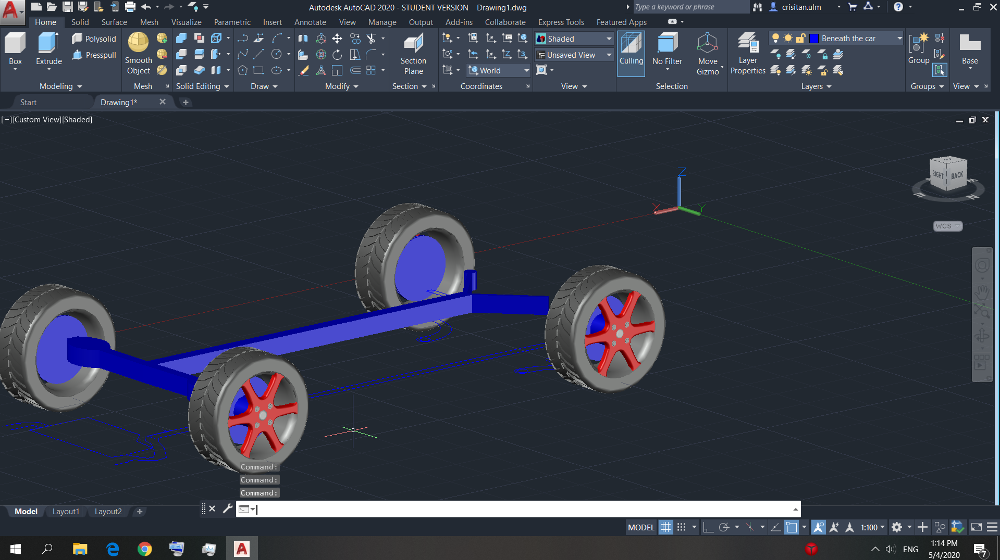 Autodesk AutoCAD 2020 - STUDENT VERSION Drawing1.dwg
Type a keyword or phrase
crisitan.ulm
Home Solid Surface Mesh Visualize Parametric Insert Annotate View Manage Output Add-ins Collaborate Express Tools Featured Apps
Box
Extrude
Polysolid
Presspull
Smooth
Object
Section
Plane
World
Shaded
Unsaved View
Culling
No Filter
Move
Gizmo
Layer
Properties
Beneath the car
Group
Base
Modeling Mesh Solid Editing Draw Modify Section Coordinates View Selection Layers Groups View
Start
Drawing1*
[−][Custom View][Shaded]
Z
X
Y
RIGHT
BACK
E
N
WCS
Command:
Command:
Command:
Model Layout1 Layout2
MODEL
1:100
ENG
1:14 PM
5/4/2020
7